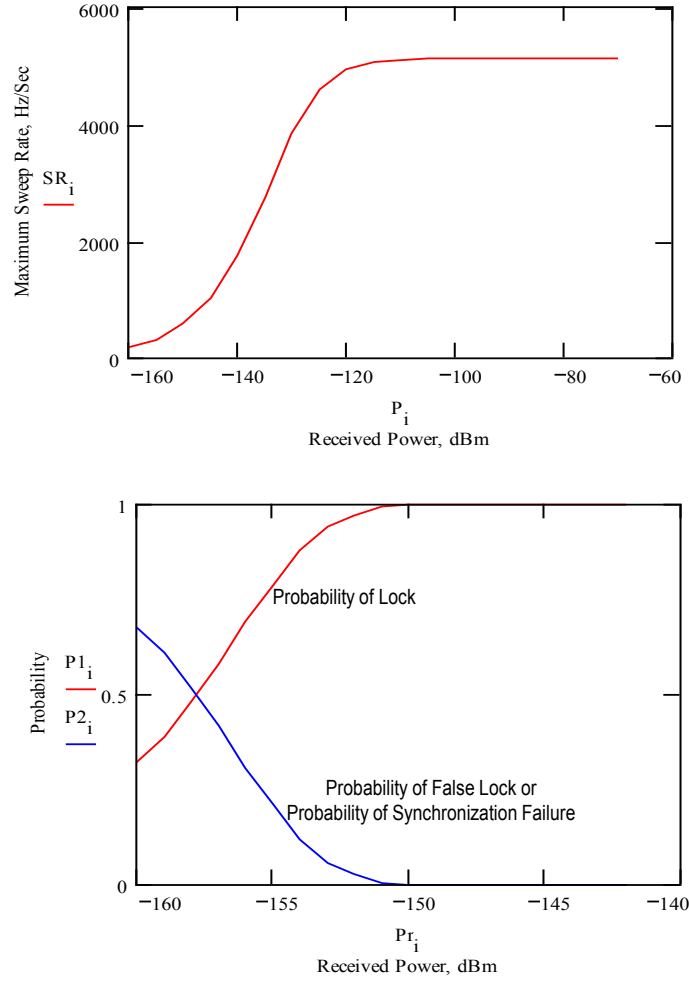 6000
4000
2000
0
Maximum Sweep Rate, Hz/Sec
SR i
−160 −140 −120 −100 −80 −60
P i
Received Power, dBm
1
0.5
0
Probability
P1 i
P2 i
Probability of Lock
Probability of False Lock or
Probability of Synchronization Failure
−160 −155 −150 −145 −140
Pr i
Received Power, dBm